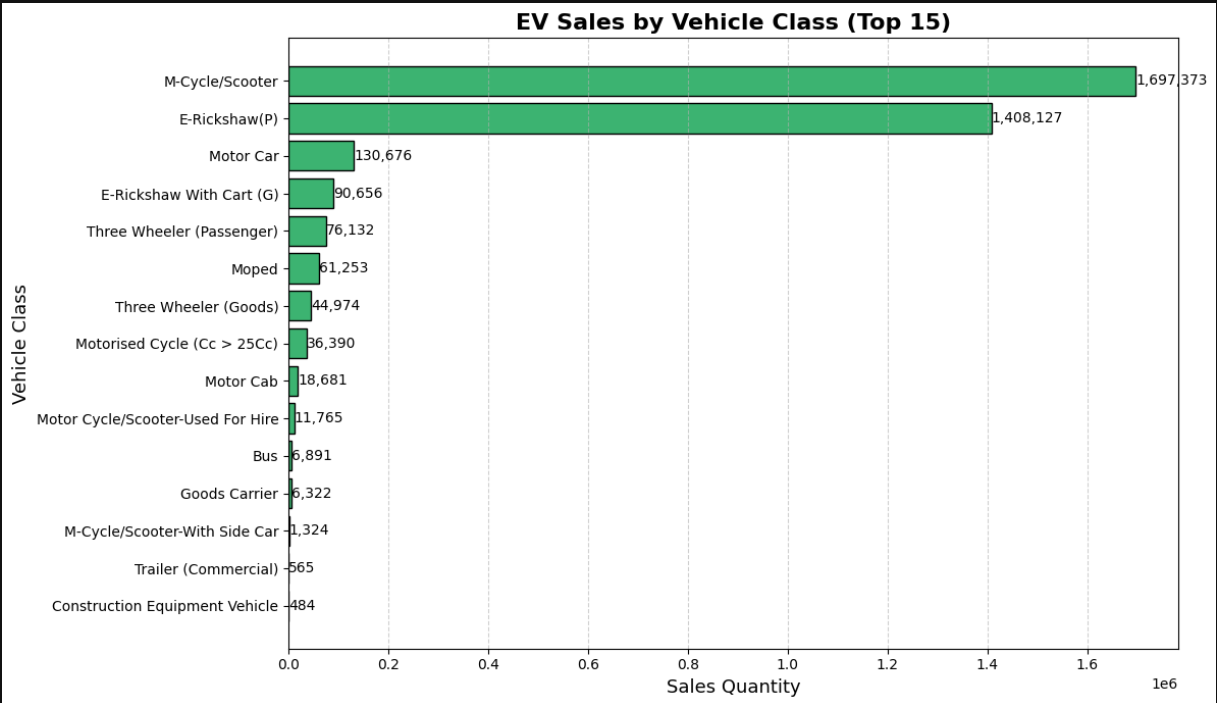 EV Sales by Vehicle Class (Top 15)
Vehicle Class
M-Cycle/Scooter 1,697,373
E-Rickshaw(P) 1,408,127
Motor Car 130,676
E-Rickshaw With Cart (G) 90,656
Three Wheeler (Passenger) 76,132
Moped 61,253
Three Wheeler (Goods) 44,974
Motorised Cycle (Cc > 25Cc) 36,390
Motor Cab 18,681
Motor Cycle/Scooter-Used For Hire 11,765
Bus 6,891
Goods Carrier 6,322
M-Cycle/Scooter-With Side Car 1,324
Trailer (Commercial) 565
Construction Equipment Vehicle 484
0.0 0.2 0.4 0.6 0.8 1.0 1.2 1.4 1.6
1e6
Sales Quantity